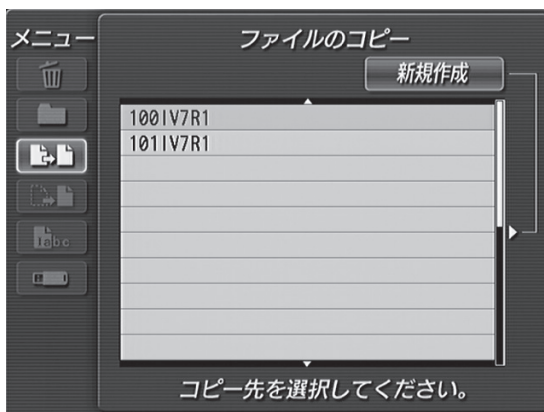 メニュー
ファイルのコピー
新規作成
100IV7R1
101IV7R1
Iabc
コピー先を選択してください。